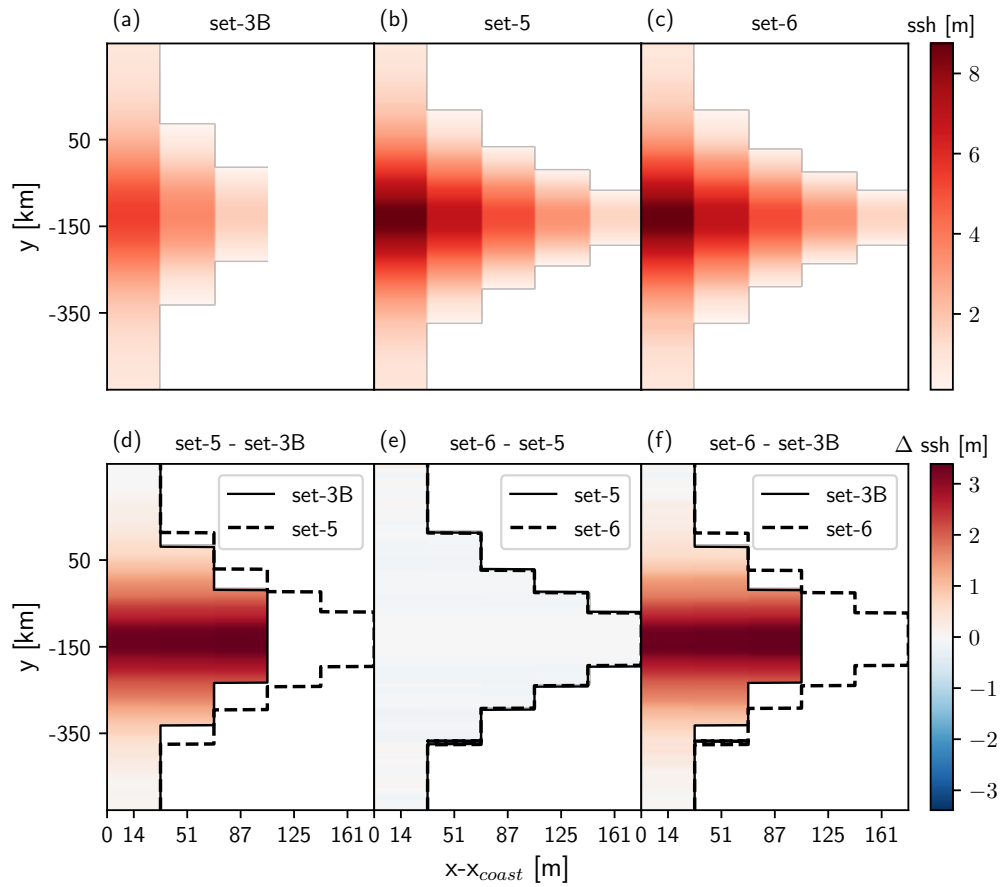 (a) set-3B (b) set-5 (c) set-6 ssh [m]
8
6
4
2
50
-150
-350
y [km]
(d) set-5 - set-3B (e) set-6 - set-5 (f) set-6 - set-3B Δ ssh [m]
set-3B
set-5
set-5
set-6
set-3B
set-6
3
2
1
0
−1
−2
−3
50
-150
-350
y [km]
0 14 51 87 125 161 0 14 51 87 125 161 0 14 51 87 125 161
x-x_coast [m]